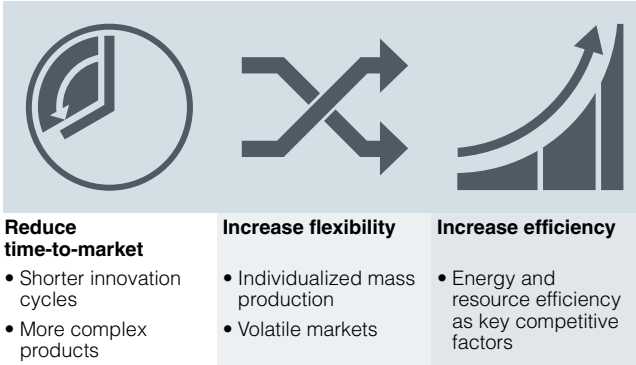 Reduce
time-to-market
• Shorter innovation
cycles
• More complex
products
Increase flexibility
• Individualized mass
production
• Volatile markets
Increase efficiency
• Energy and
resource efficiency
as key competitive
factors